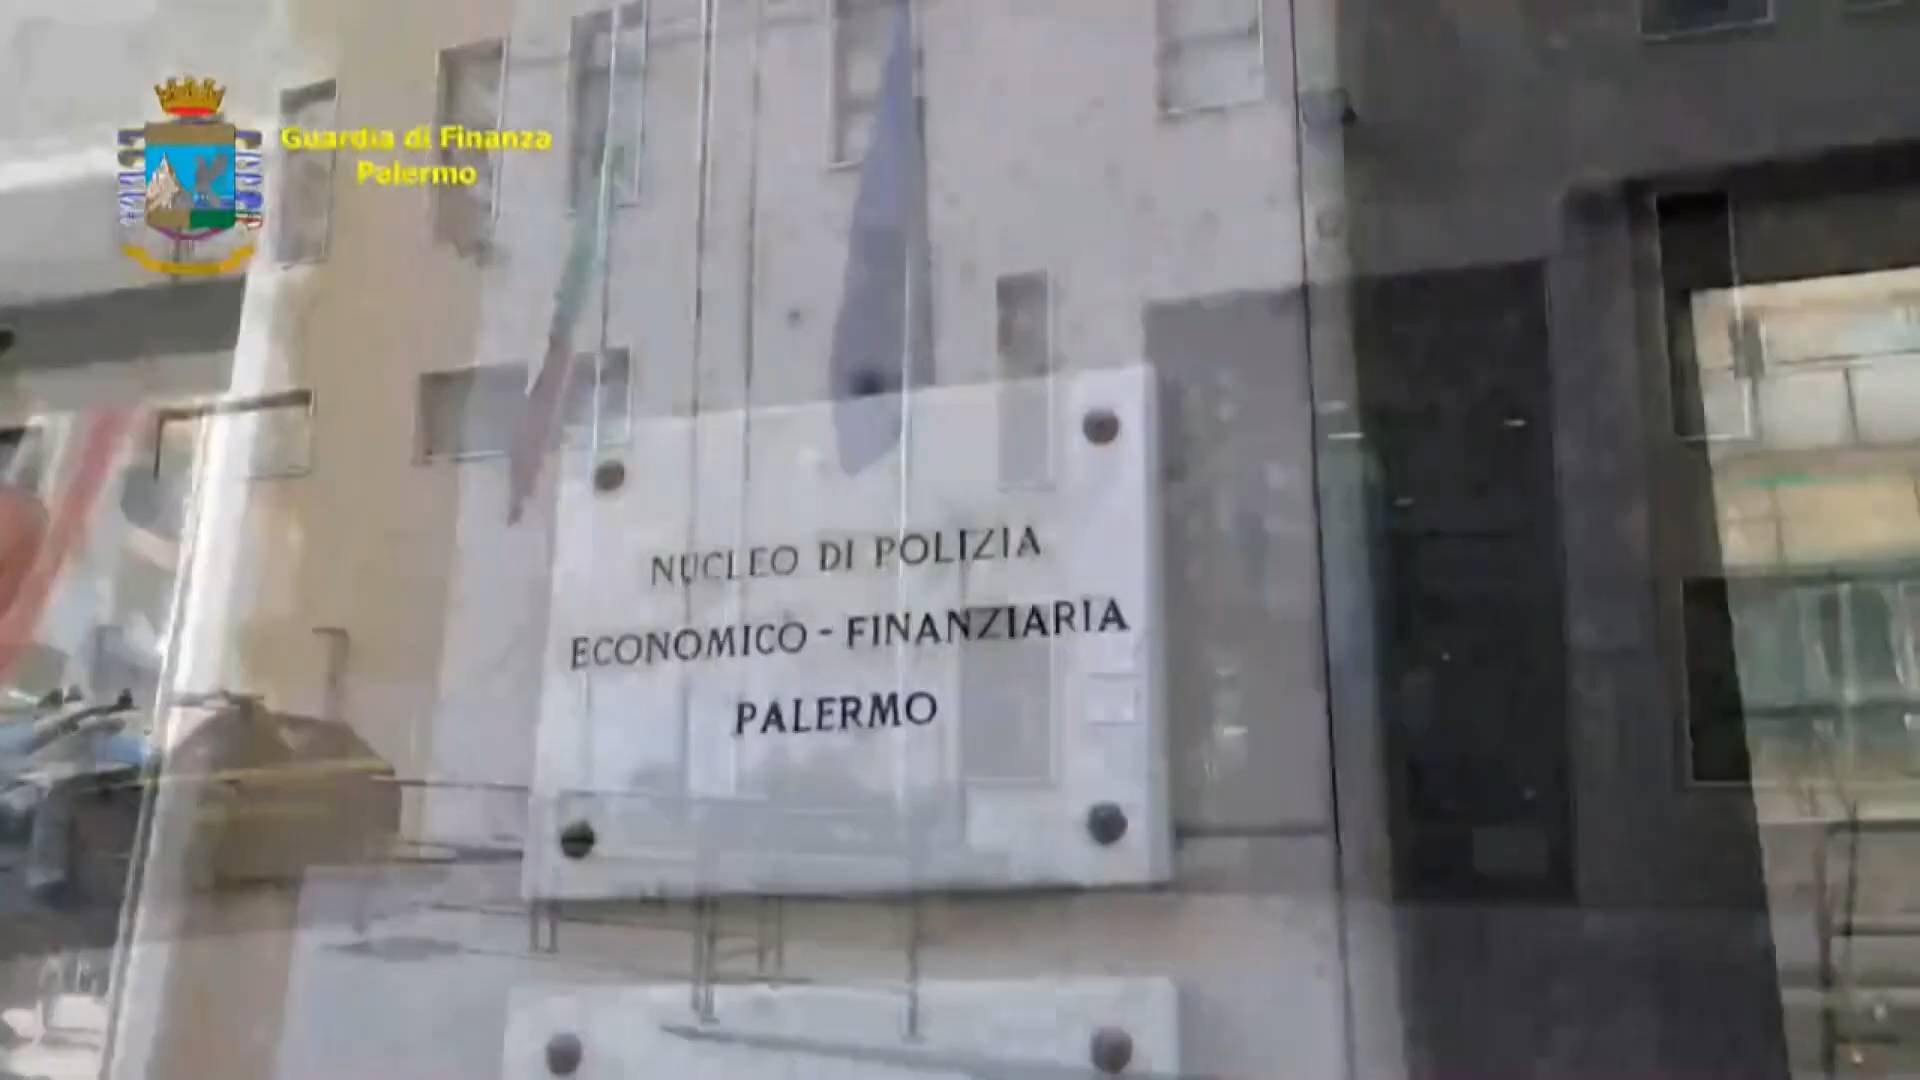 Guardia di Finanza
Palermo
NUCLEO DI POLIZIA
ECONOMICO - FINANZIARIA
PALERMO